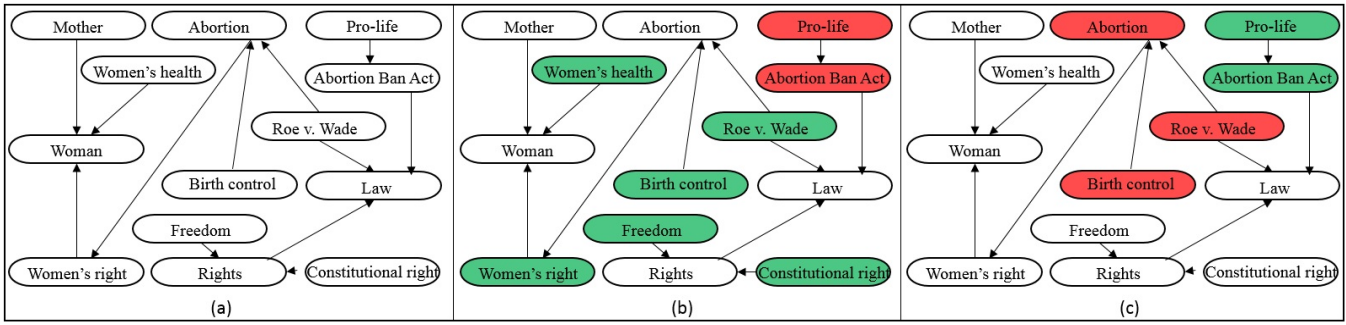 Mother
Abortion
Pro-life
Women's health
Abortion Ban Act
Roe v. Wade
Woman
Birth control
Law
Freedom
Women's right
Rights
Constitutional right
(a)
Mother
Abortion
Pro-life
Women's health
Abortion Ban Act
Roe v. Wade
Woman
Birth control
Law
Freedom
Women's right
Rights
Constitutional right
(b)
Mother
Abortion
Pro-life
Women's health
Abortion Ban Act
Roe v. Wade
Woman
Birth control
Law
Freedom
Women's right
Rights
Constitutional right
(c)